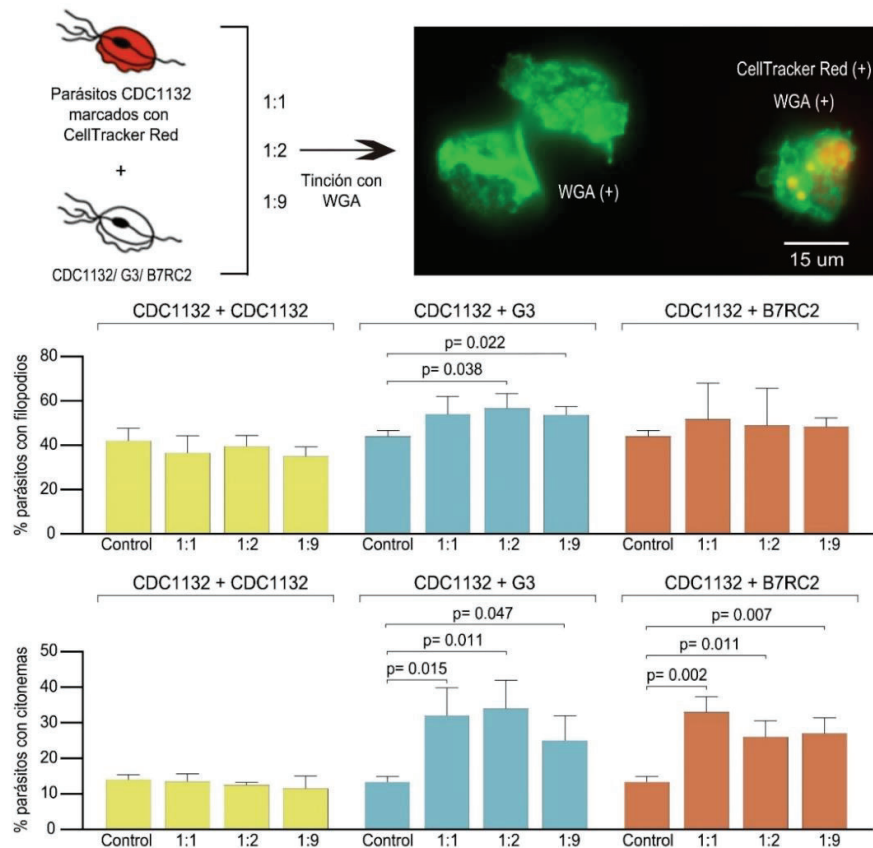 Parásitos CDC1132
marcados con
CellTracker Red
+
CDC1132/ G3/ B7RC2
1:1
1:2
1:9
Tinción con
WGA
CellTracker Red (+)
WGA (+)
WGA (+)
15 um
CDC1132 + CDC1132
CDC1132 + G3
CDC1132 + B7RC2
p= 0.022
p= 0.038
% parásitos con filopodios
80
60
40
20
0
Control 1:1 1:2 1:9
Control 1:1 1:2 1:9
Control 1:1 1:2 1:9
CDC1132 + CDC1132
CDC1132 + G3
CDC1132 + B7RC2
p= 0.047
p= 0.011
p= 0.015
p= 0.007
p= 0.011
p= 0.002
% parásitos con citonemas
50
40
30
20
10
0
Control 1:1 1:2 1:9
Control 1:1 1:2 1:9
Control 1:1 1:2 1:9